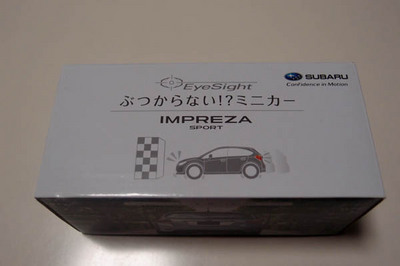 EyeSight
SUBARU
Confidence in Motion
ぶつからない!?ミニカー
IMPREZA
SPORT